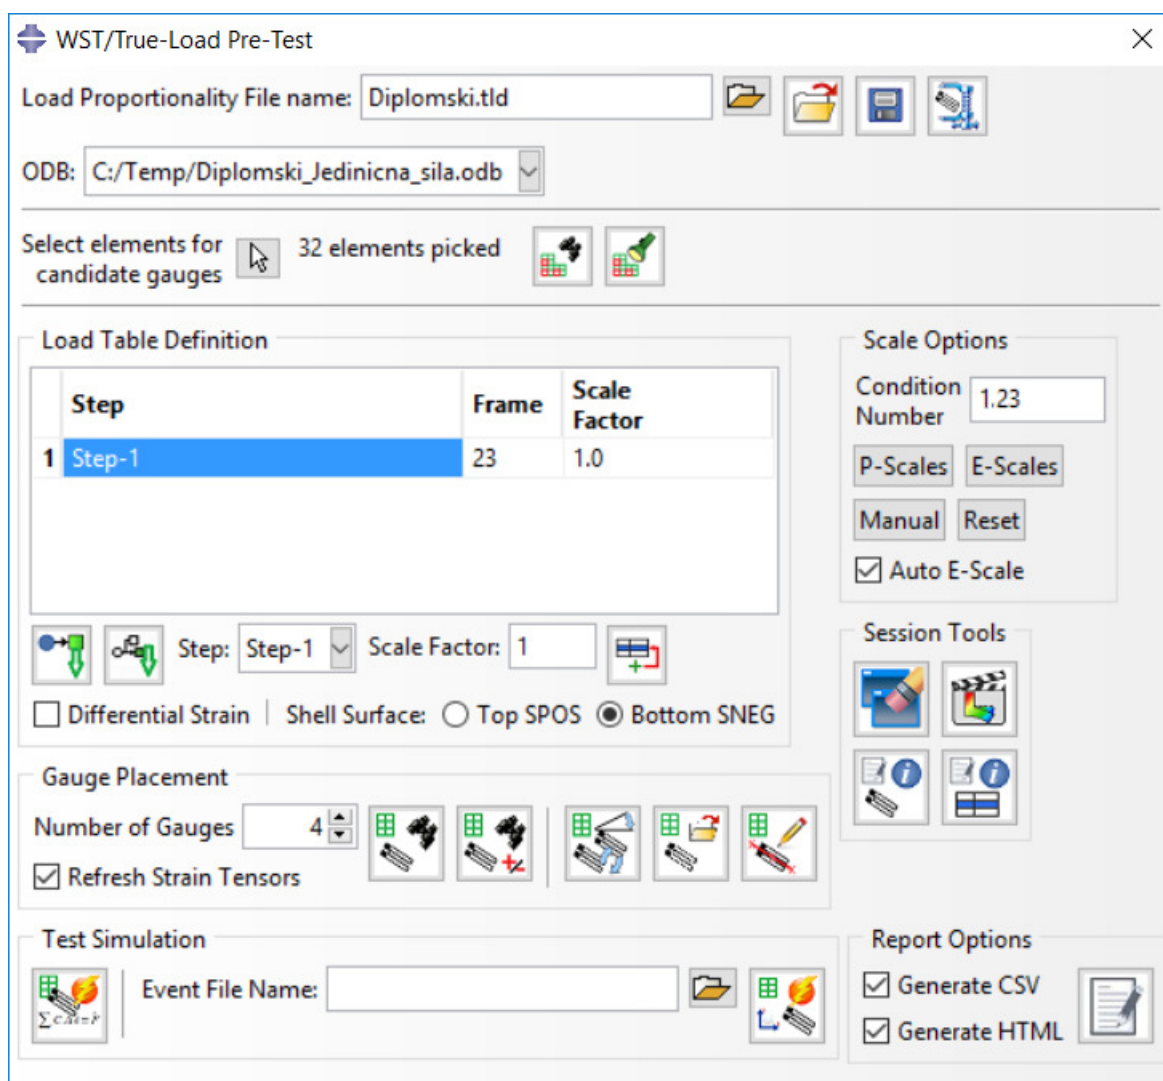 WST/True-Load Pre-Test
Load Proportionality File name: Diplomski.tld
ODB: C:/Temp/Diplomski_Jedinicna_sila.odb
Select elements for
candidate gauges
32 elements picked
Load Table Definition
Step Frame Scale
Factor
1 Step-1 23 1.0
Step: Step-1 Scale Factor: 1
Differential Strain Shell Surface: Top SPOS Bottom SNEG
Scale Options
Condition
Number
1.23
P-Scales E-Scales
Manual Reset
Auto E-Scale
Session Tools
Gauge Placement
Number of Gauges 4
Refresh Strain Tensors
Test Simulation
Event File Name:
Report Options
Generate CSV
Generate HTML